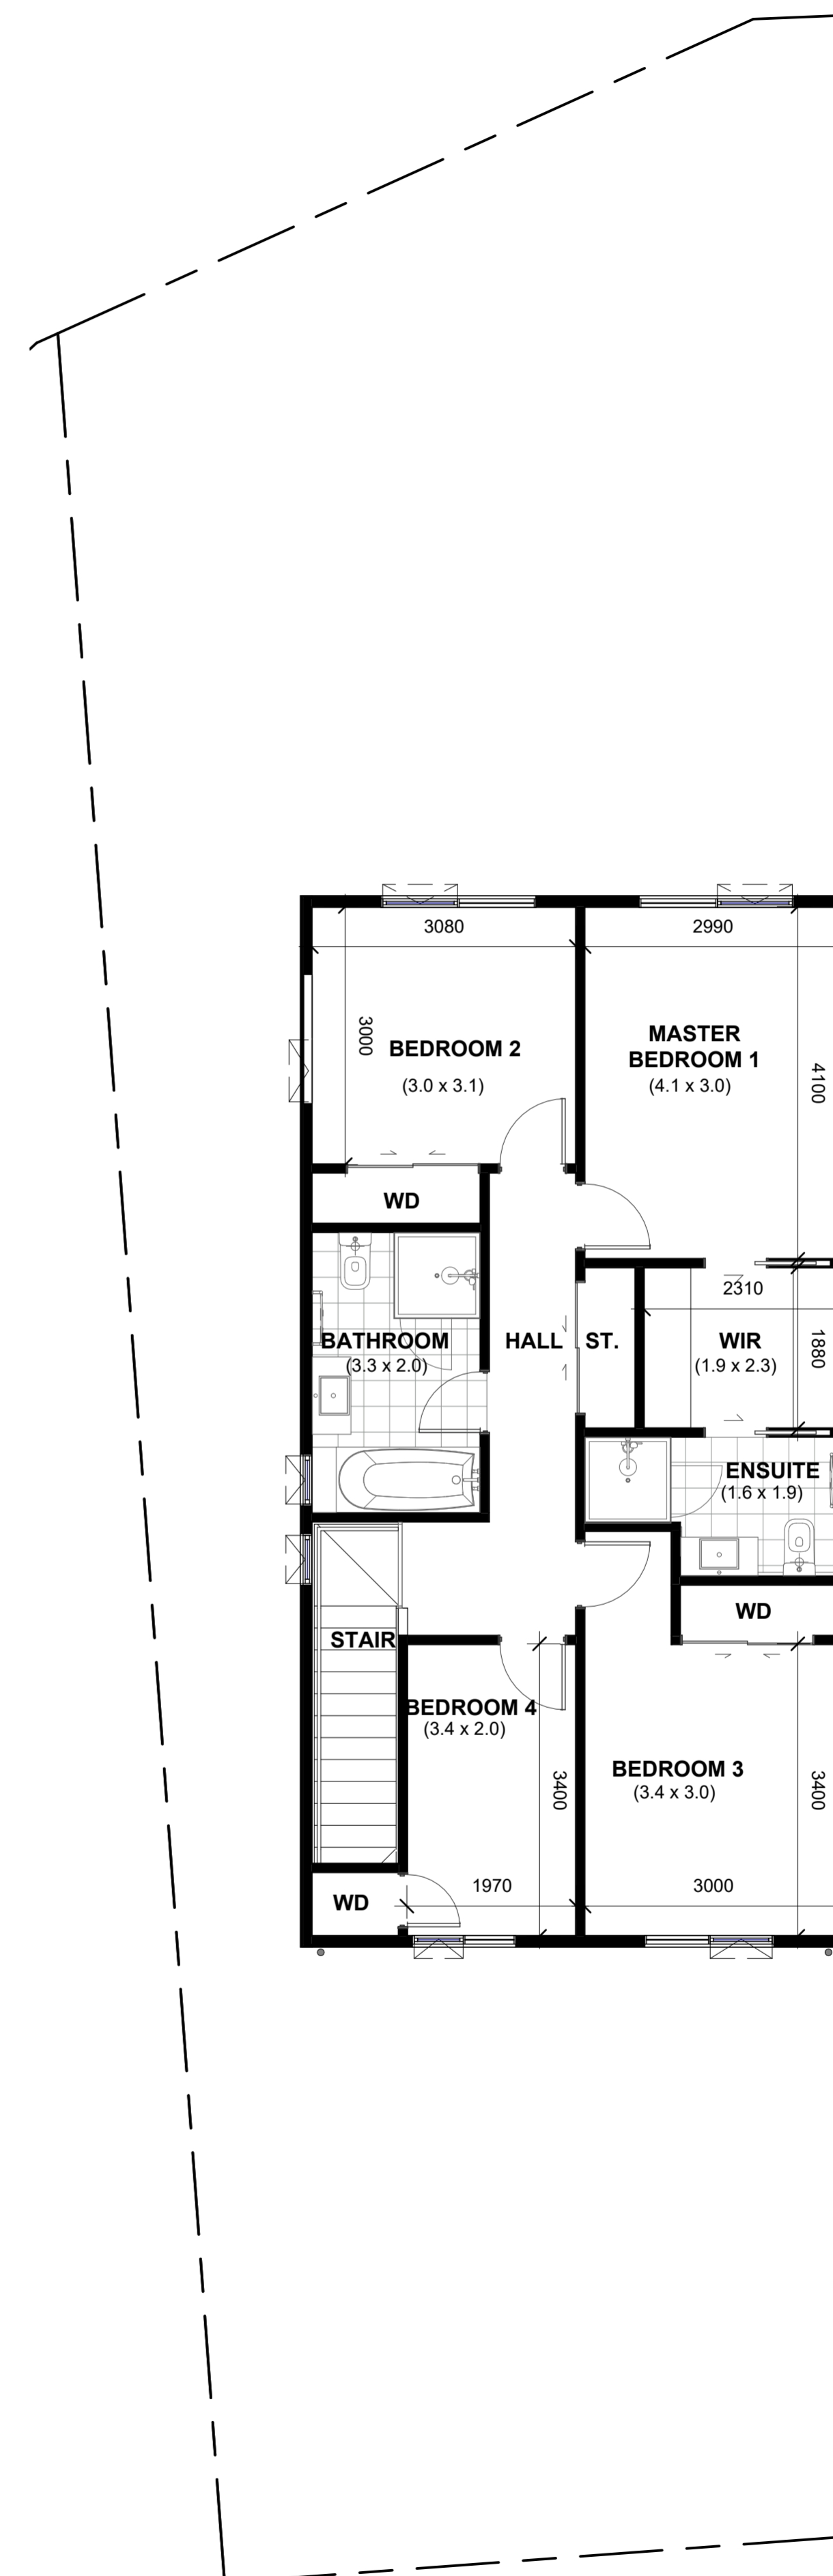 3080
2990
3000
BEDROOM 2
(3.0 x 3.1)
MASTER
BEDROOM 1
(4.1 x 3.0)
4100
WD
2310
BATHROOM
(3.3 x 2.0)
HALL
ST.
WIR
(1.9 x 2.3)
1880
ENSUITE
(1.6 x 1.9)
WD
STAIR
BEDROOM 4
(3.4 x 2.0)
3400
BEDROOM 3
(3.4 x 3.0)
3400
WD
1970
3000